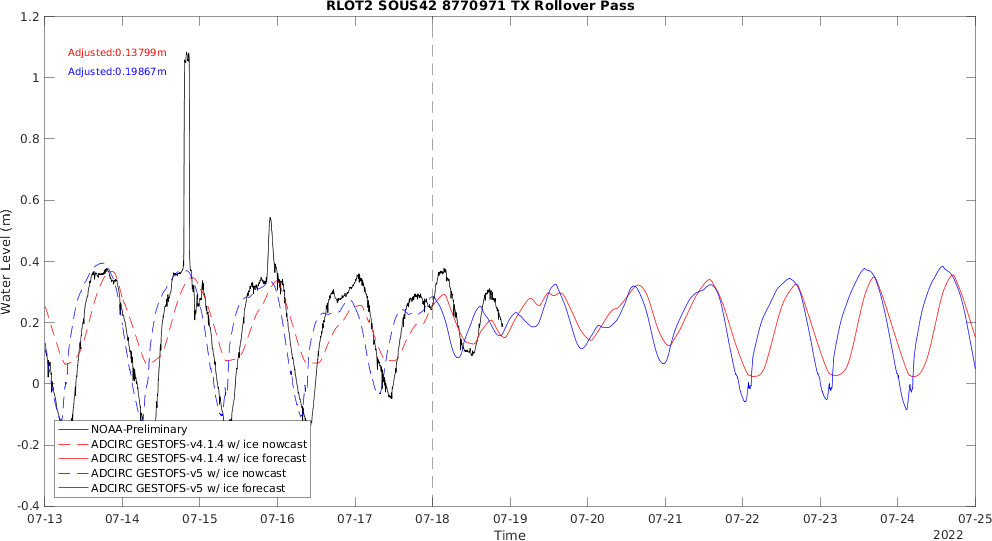 RLOT2 SOUS42 8770971 TX Rollover Pass
Adjusted:0.13799m
Adjusted:0.19867m
Water Level (m)
1.2
1
0.8
0.6
0.4
0.2
0
-0.2
-0.4
NOAA-Preliminary
ADCIRC GESTOFS-v4.1.4 w/ ice nowcast
ADCIRC GESTOFS-v4.1.4 w/ ice forecast
ADCIRC GESTOFS-v5 w/ ice nowcast
ADCIRC GESTOFS-v5 w/ ice forecast
07-13 07-14 07-15 07-16 07-17 07-18 07-19 07-20 07-21 07-22 07-23 07-24 07-25
Time
2022